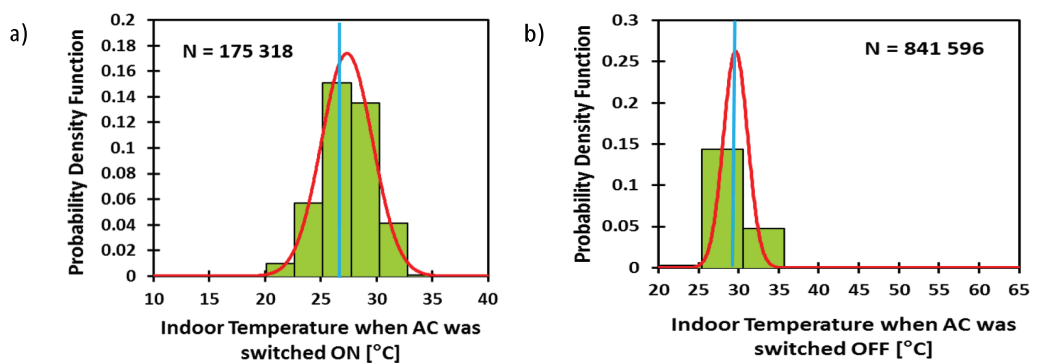 a)
Probability Density Function
0.2
0.18
0.16
0.14
0.12
0.10
0.08
0.06
0.04
0.02
0
N = 175 318
10 15 20 25 30 35 40
Indoor Temperature when AC was
switched ON [°C]
b)
Probability Density Function
0.3
0.25
0.2
0.15
0.1
0.05
0
N = 841 596
20 25 30 35 40 45 50 55 60 65
Indoor Temperature when AC was
switched OFF [°C]